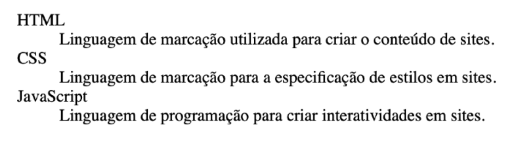 HTML
Linguagem de marcação utilizada para criar o conteúdo de sites.
CSS
Linguagem de marcação para a especificação de estilos em sites.
JavaScript
Linguagem de programação para criar interatividades em sites.